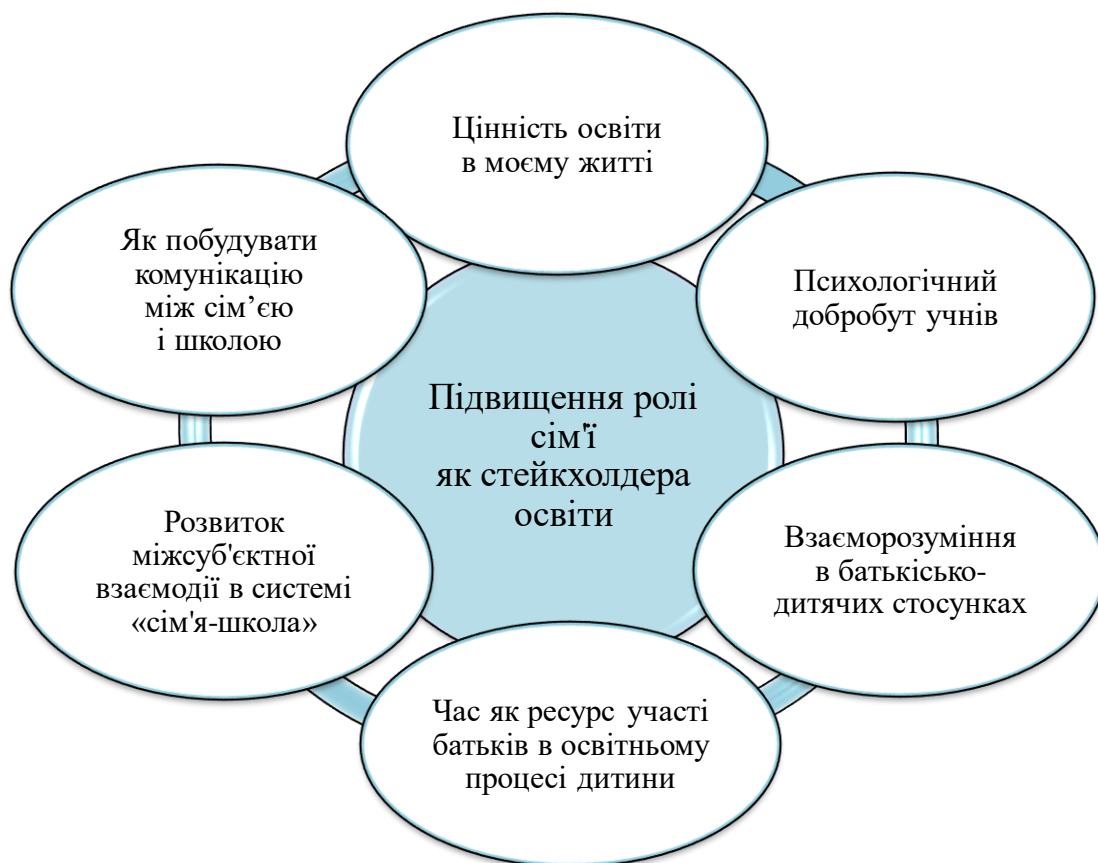 Цінність освіти
в моєму житті
Психологічний
добробут учнів
Взаєморозуміння
в батькісько-
дитячих стосунках
Час як ресурс участі
батьків в освітньому
процесі дитини
Розвиток
міжсуб'єктної
взаємодії в системі
«сім'я-школа»
Як побудувати
комунікацію
між сім’єю
і школою
Підвищення ролі
сім'ї
як стейкхолдера
освіти